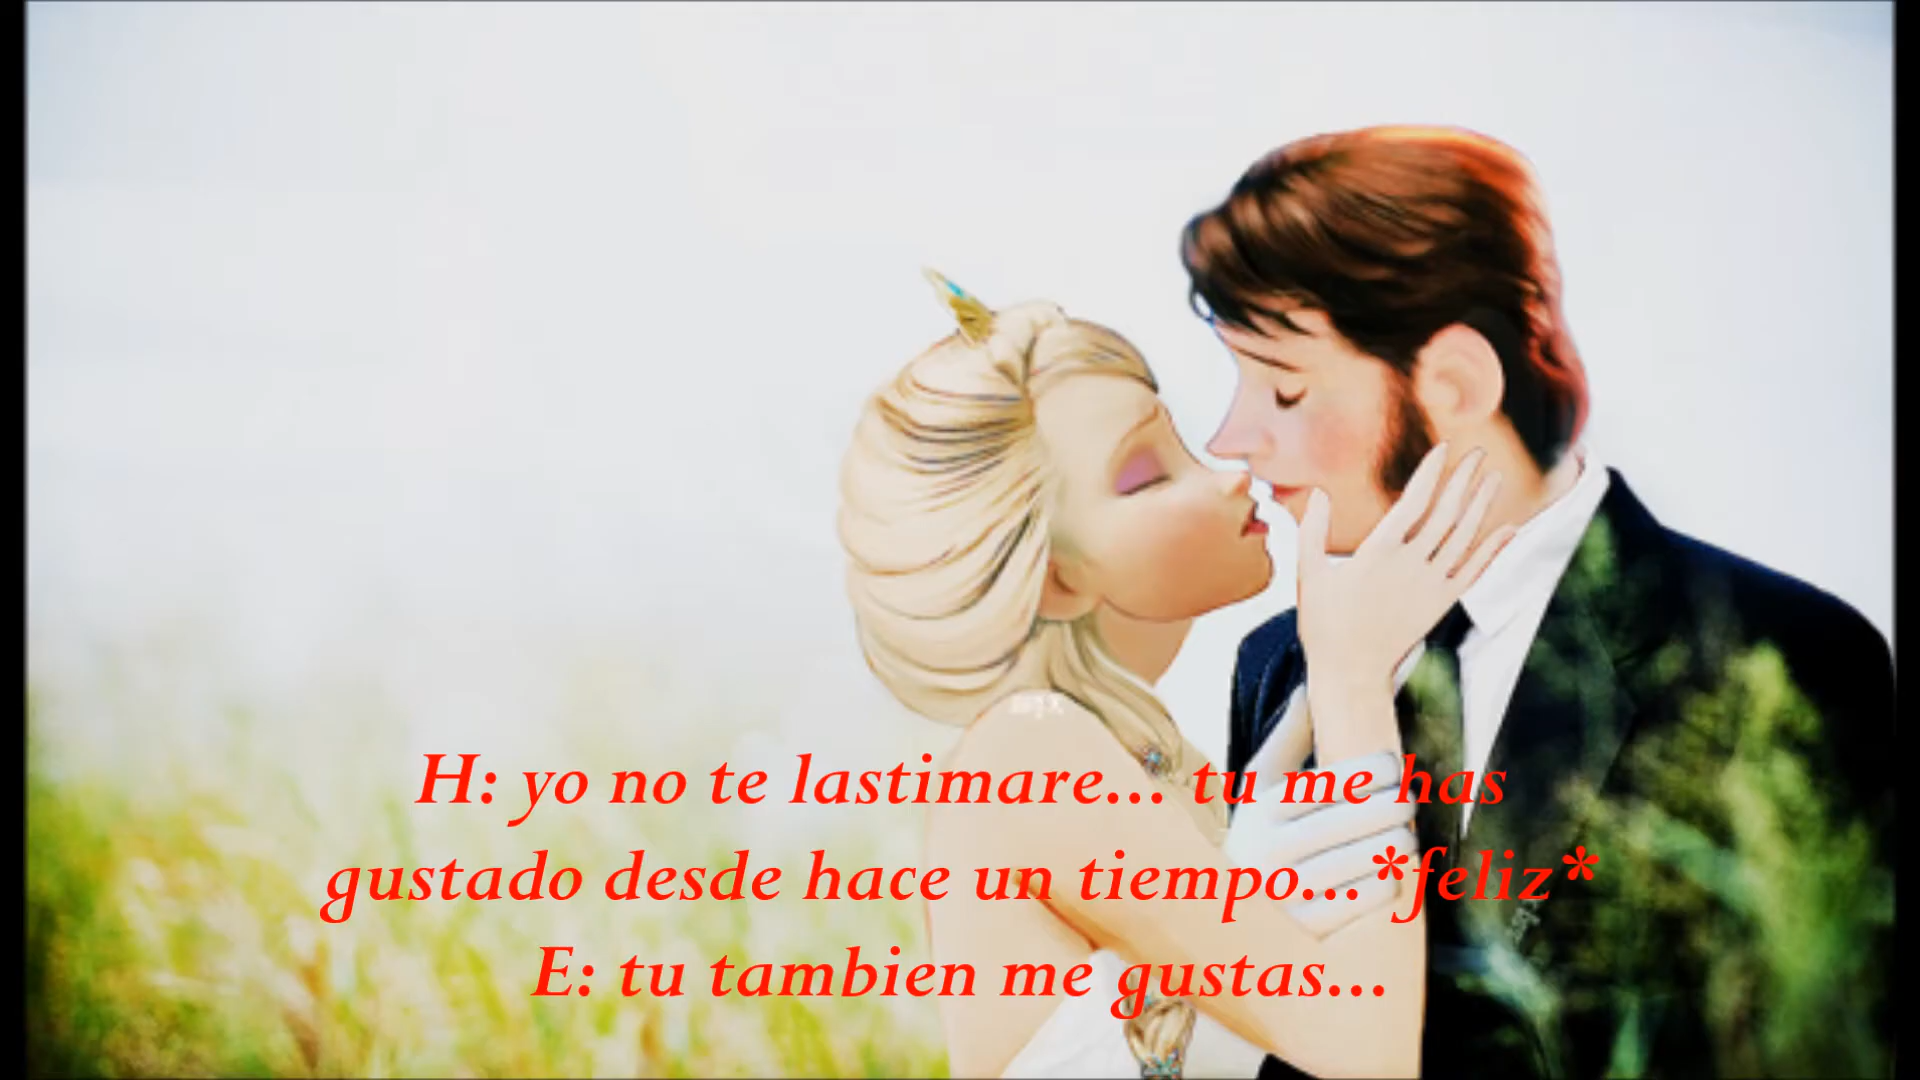 H: yo no te lastimare... tu me has
gustado desde hace un tiempo...*feliz*
E: tu tambien me gustas...